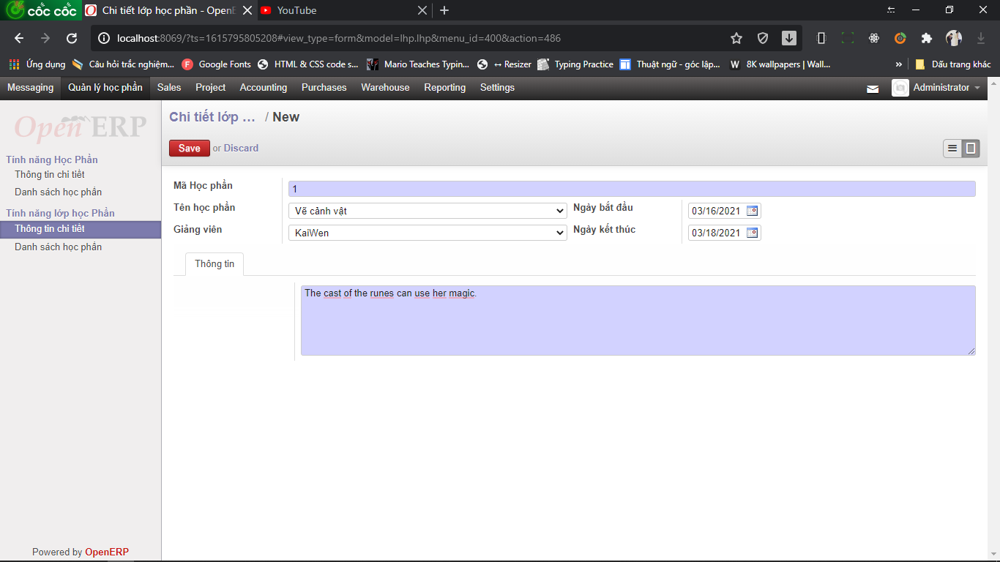 cốc cốc
Chi tiết lớp học phần - OpenE
YouTube
localhost:8069/?ts=1615795805208#view_type=form&model=lhp.lhp&menu_id=400&action=486
Ứng dụng
Câu hỏi trắc nghiệm...
Google Fonts
HTML & CSS code s...
Mario Teaches Typin...
↔ Resizer
Typing Practice
Thuật ngữ - góc lập...
8K wallpapers | Wall...
»
Dấu trang khác
Messaging
Quản lý học phần
Sales
Project
Accounting
Purchases
Warehouse
Reporting
Settings
Administrator
Open ERP
Tính năng Học Phần
Thông tin chi tiết
Danh sách học phần
Tính năng lớp học Phần
Thông tin chi tiết
Danh sách học phần
Powered by OpenERP
Chi tiết lớp ... / New
Save or Discard
Mã Học phần 1
Tên học phần Vẽ cảnh vật Ngày bắt đầu 03/16/2021
Giảng viên KaiWen Ngày kết thúc 03/18/2021
Thông tin
The cast of the runes can use her magic.